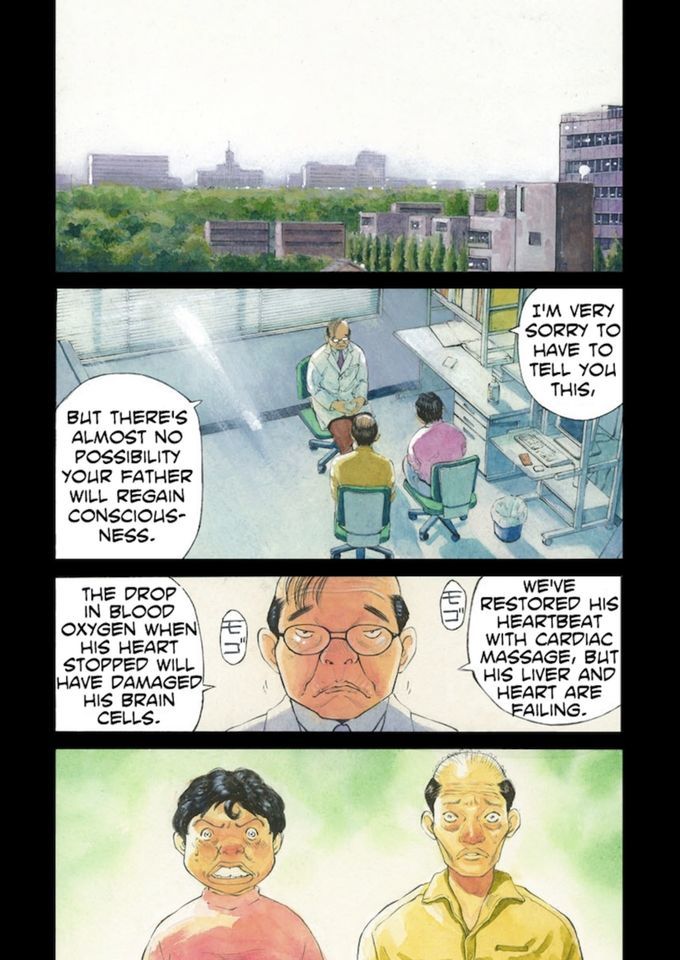 I'M VERY
SORRY TO
HAVE TO
TELL YOU
THIS,
BUT THERE'S
ALMOST NO
POSSIBILITY
YOUR FATHER
WILL REGAIN
CONSCIOUS-
NESS.
WE'VE
RESTORED HIS
HEARTBEAT
WITH CARDIAC
MASSAGE, BUT
HIS LIVER AND
HEART ARE
FAILING.
モゴ
モゴ
THE DROP
IN BLOOD
OXYGEN WHEN
HIS HEART
STOPPED WILL
HAVE DAMAGED
HIS BRAIN
CELLS.